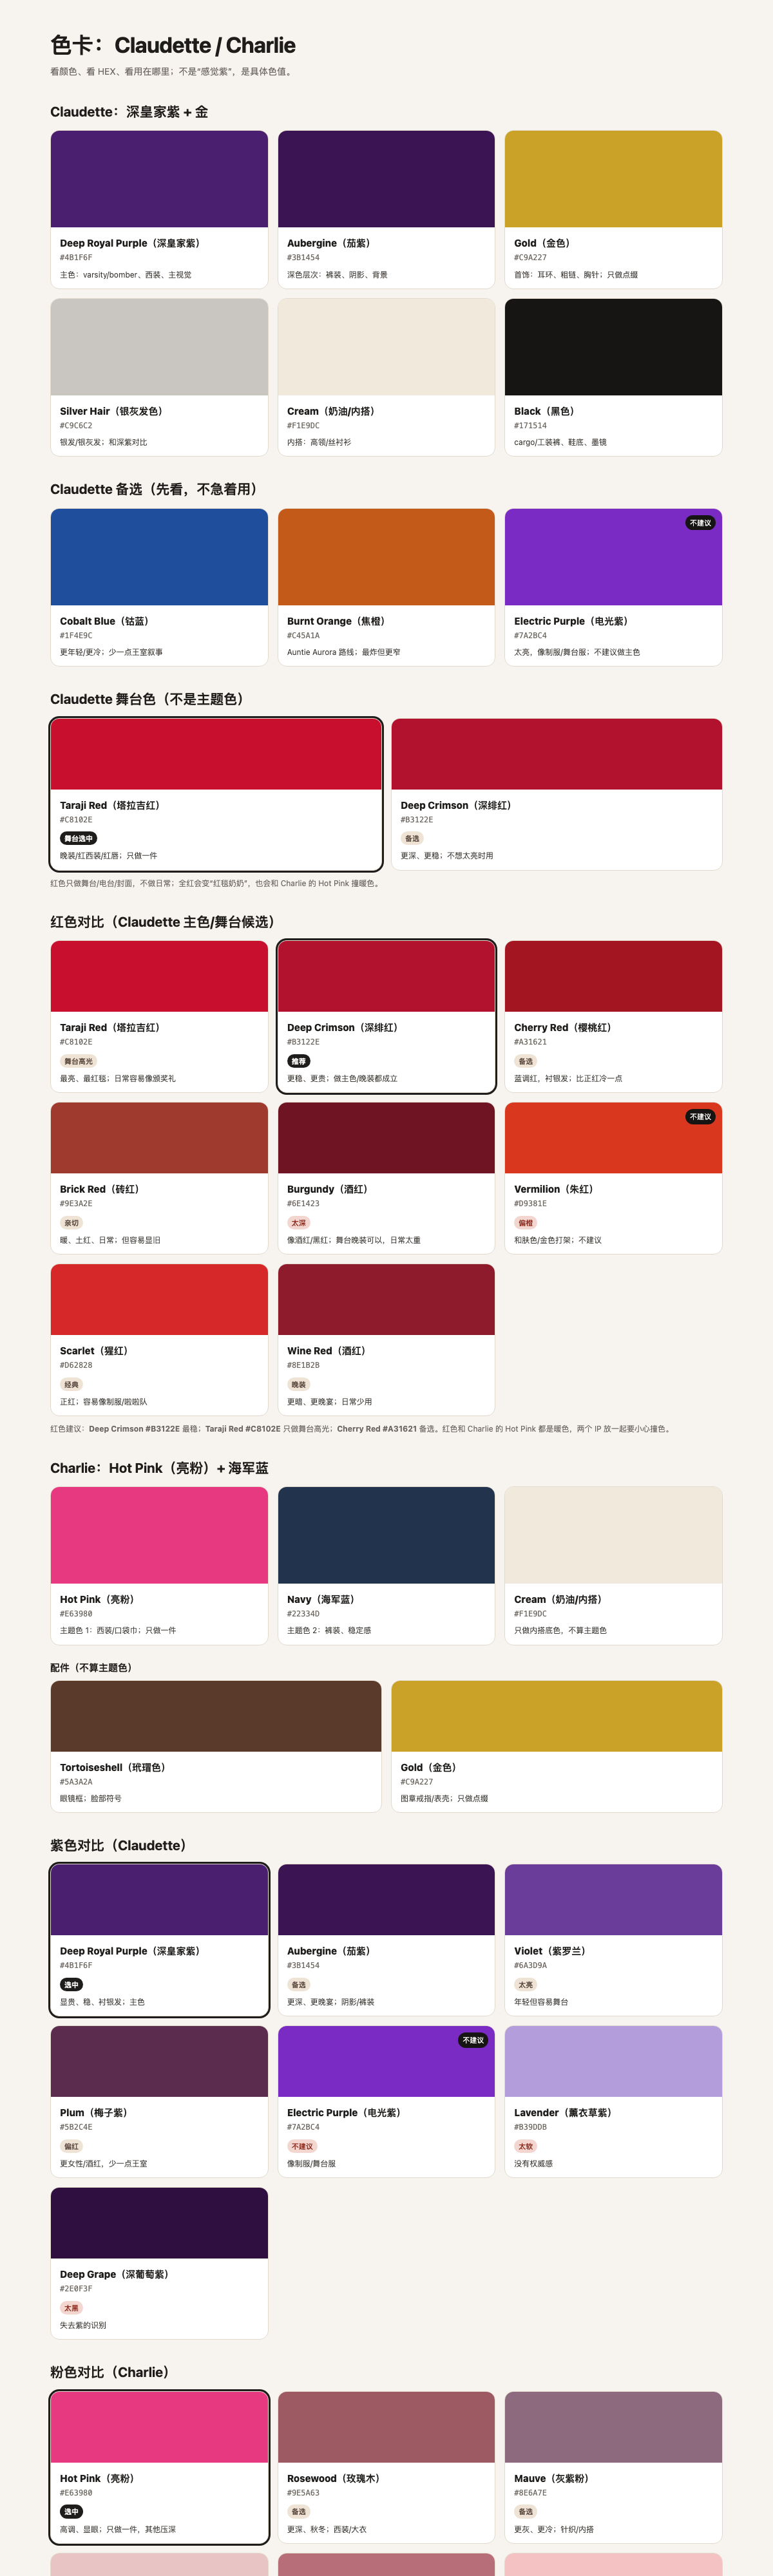 色卡：Claudette / Charlie
看颜色、看 HEX、看用在哪里；不是“感觉紫”，是具体色值。
Claudette：深皇家紫 + 金
Deep Royal Purple（深皇家紫）
#4B1F6F
主色：varsity/bomber、西装、主视觉
Aubergine（茄紫）
#3B1454
深色层次：裤装、阴影、背景
Gold（金色）
#C9A227
首饰：耳环、粗链、胸针；只做点缀
Silver Hair（银灰发色）
#C9C6C2
银发/银灰发；和深紫对比
Cream（奶油/内搭）
#F1E9DC
内搭：高领/丝衬衫
Black（黑色）
#171514
cargo/工装裤、鞋底、墨镜
Claudette 备选（先看，不急着用）
Cobalt Blue（钴蓝）
#1F4E9C
更年轻/更冷；少一点王室叙事
Burnt Orange（焦橙）
#C45A1A
Auntie Aurora 路线；最炸但更窄
不建议
Electric Purple（电光紫）
#7A2BC4
太亮，像制服/舞台服；不建议做主色
Claudette 舞台色（不是主题色）
Taraji Red（塔拉吉红）
#C8102E
舞台选中
晚装/红西装/红唇；只做一件
Deep Crimson（深绯红）
#B3122E
备选
更深、更稳；不想太亮时用
红色只做舞台/电台/封面，不做日常；全红会变“红毯奶奶”，也会和 Charlie 的 Hot Pink 撞暖色。
红色对比（Claudette 主色/舞台候选）
Taraji Red（塔拉吉红）
#C8102E
舞台高光
最亮、最红毯；日常容易像颁奖礼
Deep Crimson（深绯红）
#B3122E
推荐
更稳、更贵；做主色/晚装都成立
Cherry Red（樱桃红）
#A31621
备选
蓝调红，衬银发；比正红冷一点
Brick Red（砖红）
#9E3A2E
亲切
暖、土红、日常；但容易显旧
Burgundy（酒红）
#6E1423
太深
像酒红/黑红；舞台晚装可以，日常太重
不建议
Vermilion（朱红）
#D9381E
偏橙
和肤色/金色打架；不建议
Scarlet（猩红）
#D62828
经典
正红；容易像制服/啦啦队
Wine Red（酒红）
#8E1B2B
晚装
更暗、更晚宴；日常少用
红色建议：Deep Crimson #B3122E 最稳；Taraji Red #C8102E 只做舞台高光；Cherry Red #A31621 备选。红色和 Charlie 的 Hot Pink 都是暖色，两个 IP 放一起要小心撞色。
Charlie：Hot Pink（亮粉）+ 海军蓝
Hot Pink（亮粉）
#E63980
主题色 1：西装/口袋巾；只做一件
Navy（海军蓝）
#22334D
主题色 2：裤装、稳定感
Cream（奶油/内搭）
#F1E9DC
只做内搭底色，不算主题色
配件（不算主题色）
Tortoiseshell（玳瑁色）
#5A3A2A
眼镜框；脸部符号
Gold（金色）
#C9A227
图章戒指/表壳；只做点缀
紫色对比（Claudette）
Deep Royal Purple（深皇家紫）
#4B1F6F
选中
显贵、稳、衬银发；主色
Aubergine（茄紫）
#3B1454
备选
更深、更晚宴；阴影/裤装
Violet（紫罗兰）
#6A3D9A
太亮
年轻但容易舞台
Plum（梅子紫）
#5B2C4E
偏红
更女性/酒红，少一点王室
不建议
Electric Purple（电光紫）
#7A2BC4
不建议
像制服/舞台服
Lavender（薰衣草紫）
#B39DDB
太软
没有权威感
Deep Grape（深葡萄紫）
#2E0F3F
太黑
失去紫的识别
粉色对比（Charlie）
Hot Pink（亮粉）
#E63980
选中
高调、显眼；只做一件，其他压深
Rosewood（玫瑰木）
#9E5A63
备选
更深、秋冬；西装/大衣
Mauve（灰紫粉）
#8E6A7E
备选
更灰、更冷；针织/内搭